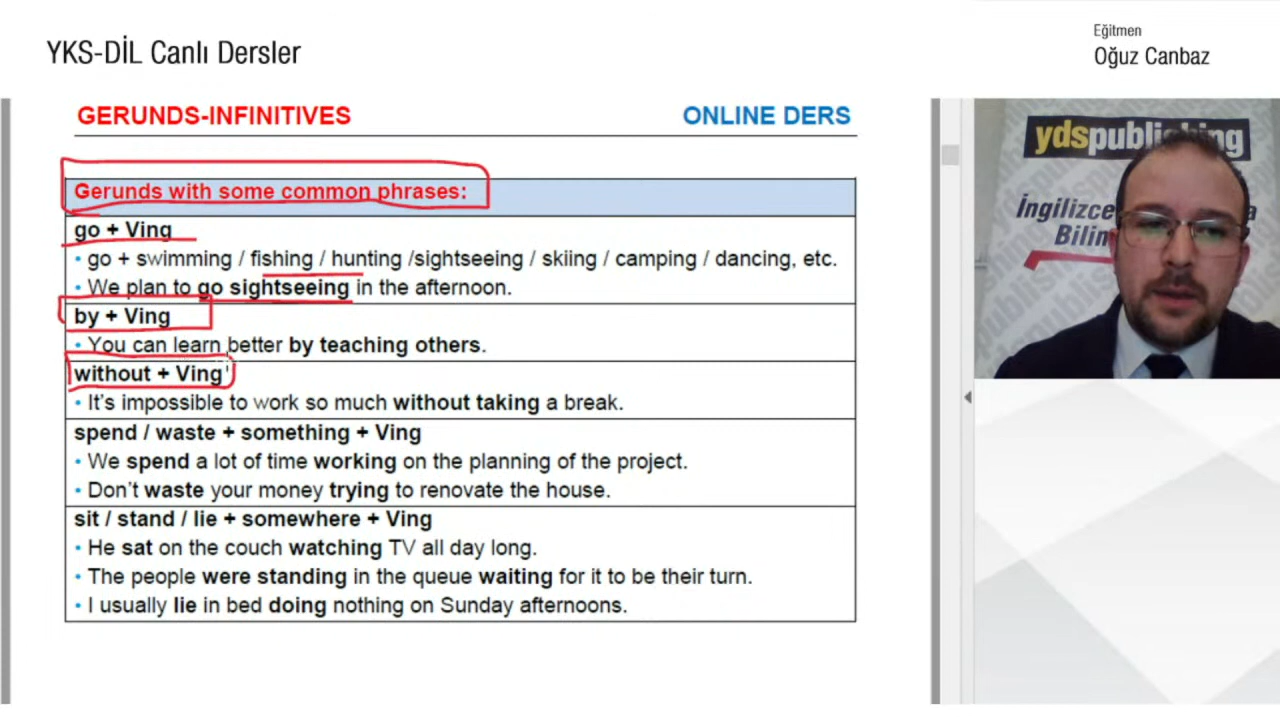 YKS-DİL Canlı Dersler
Eğitmen
Oğuz Canbaz
GERUNDS-INFINITIVES
ONLINE DERS
Gerunds with some common phrases:
go + Ving
• go + swimming / fishing / hunting /sightseeing / skiing / camping / dancing, etc.
• We plan to go sightseeing in the afternoon.
by + Ving
• You can learn better by teaching others.
without + Ving
• It's impossible to work so much without taking a break.
spend / waste + something + Ving
• We spend a lot of time working on the planning of the project.
• Don't waste your money trying to renovate the house.
sit / stand / lie + somewhere + Ving
• He sat on the couch watching TV all day long.
• The people were standing in the queue waiting for it to be their turn.
• I usually lie in bed doing nothing on Sunday afternoons.
ydspublishing
İngilizce